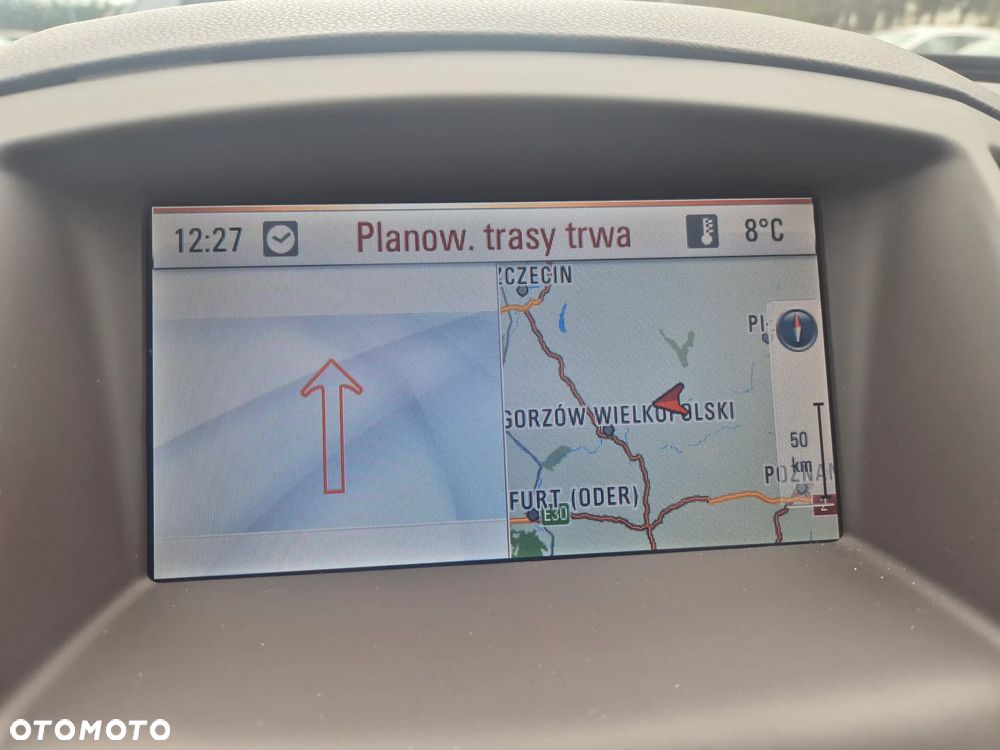 12:27 Planow. trasy trwa 8°C
CZECIN
GORZÓW WIELKOPOLSKI
50
km
FURT (ODER)
E30
OTOMOTO